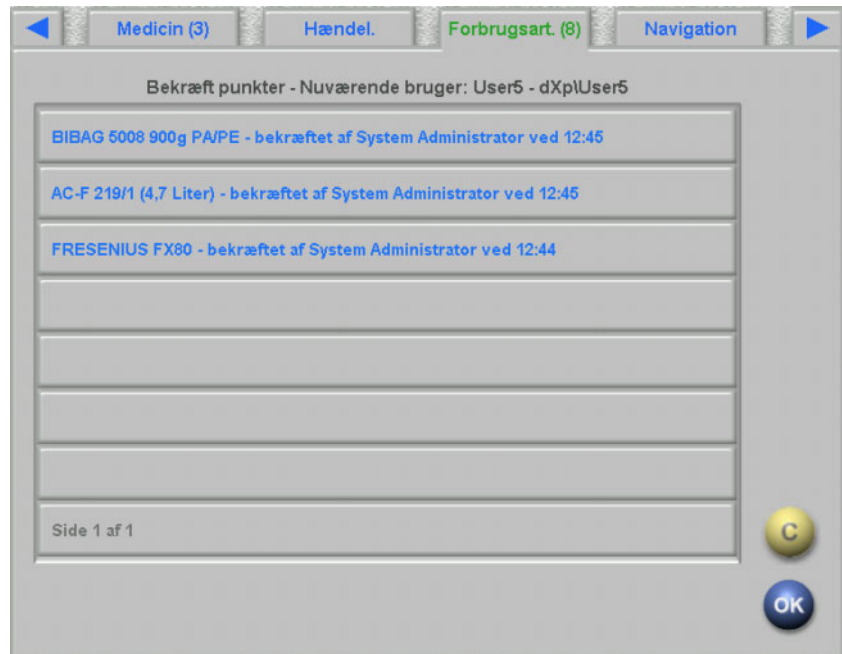 Medicin (3) Hændel. Forbrugsart. (8) Navigation
Bekræft punkter - Nuværende bruger: User5 - dXp\User5
BIBAG 5008 900g PA/PE - bekræftet af System Administrator ved 12:45
AC-F 219/1 (4,7 Liter) - bekræftet af System Administrator ved 12:45
FRESENIUS FX80 - bekræftet af System Administrator ved 12:44
Side 1 af 1
C
OK